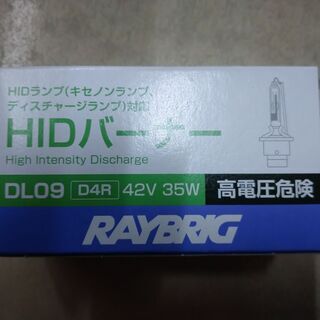 HIDランプ(キセノンランプ、
ディスチャージランプ)対応
HIDバーナー
High Intensity Discharge
DL09 D4R 42V 35W 高電圧危険
RAYBRIG